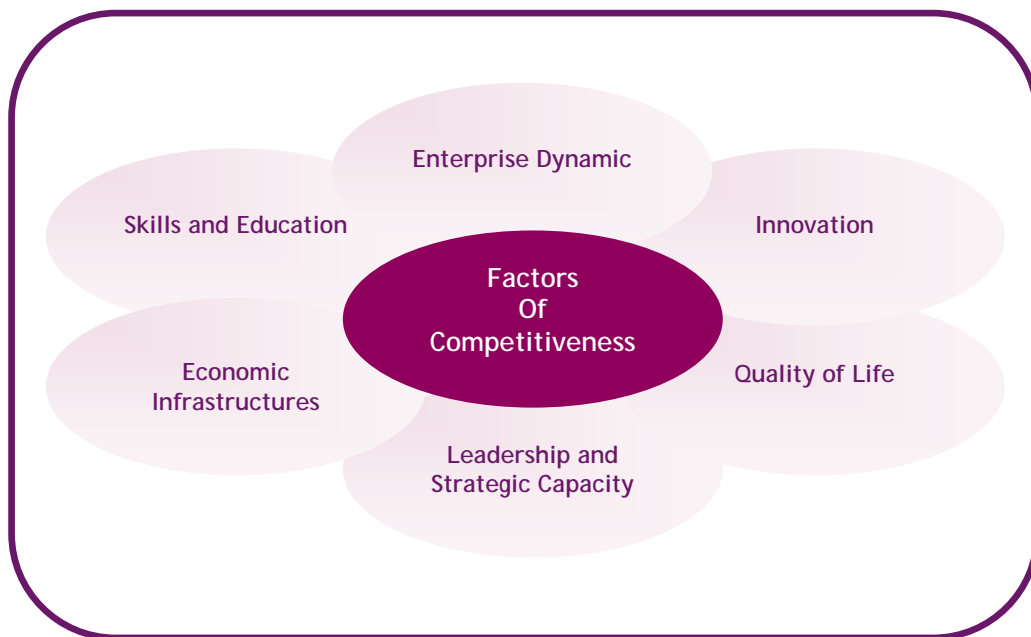 Enterprise Dynamic
Skills and Education
Innovation
Factors
Of
Competitiveness
Economic
Infrastructures
Quality of Life
Leadership and
Strategic Capacity